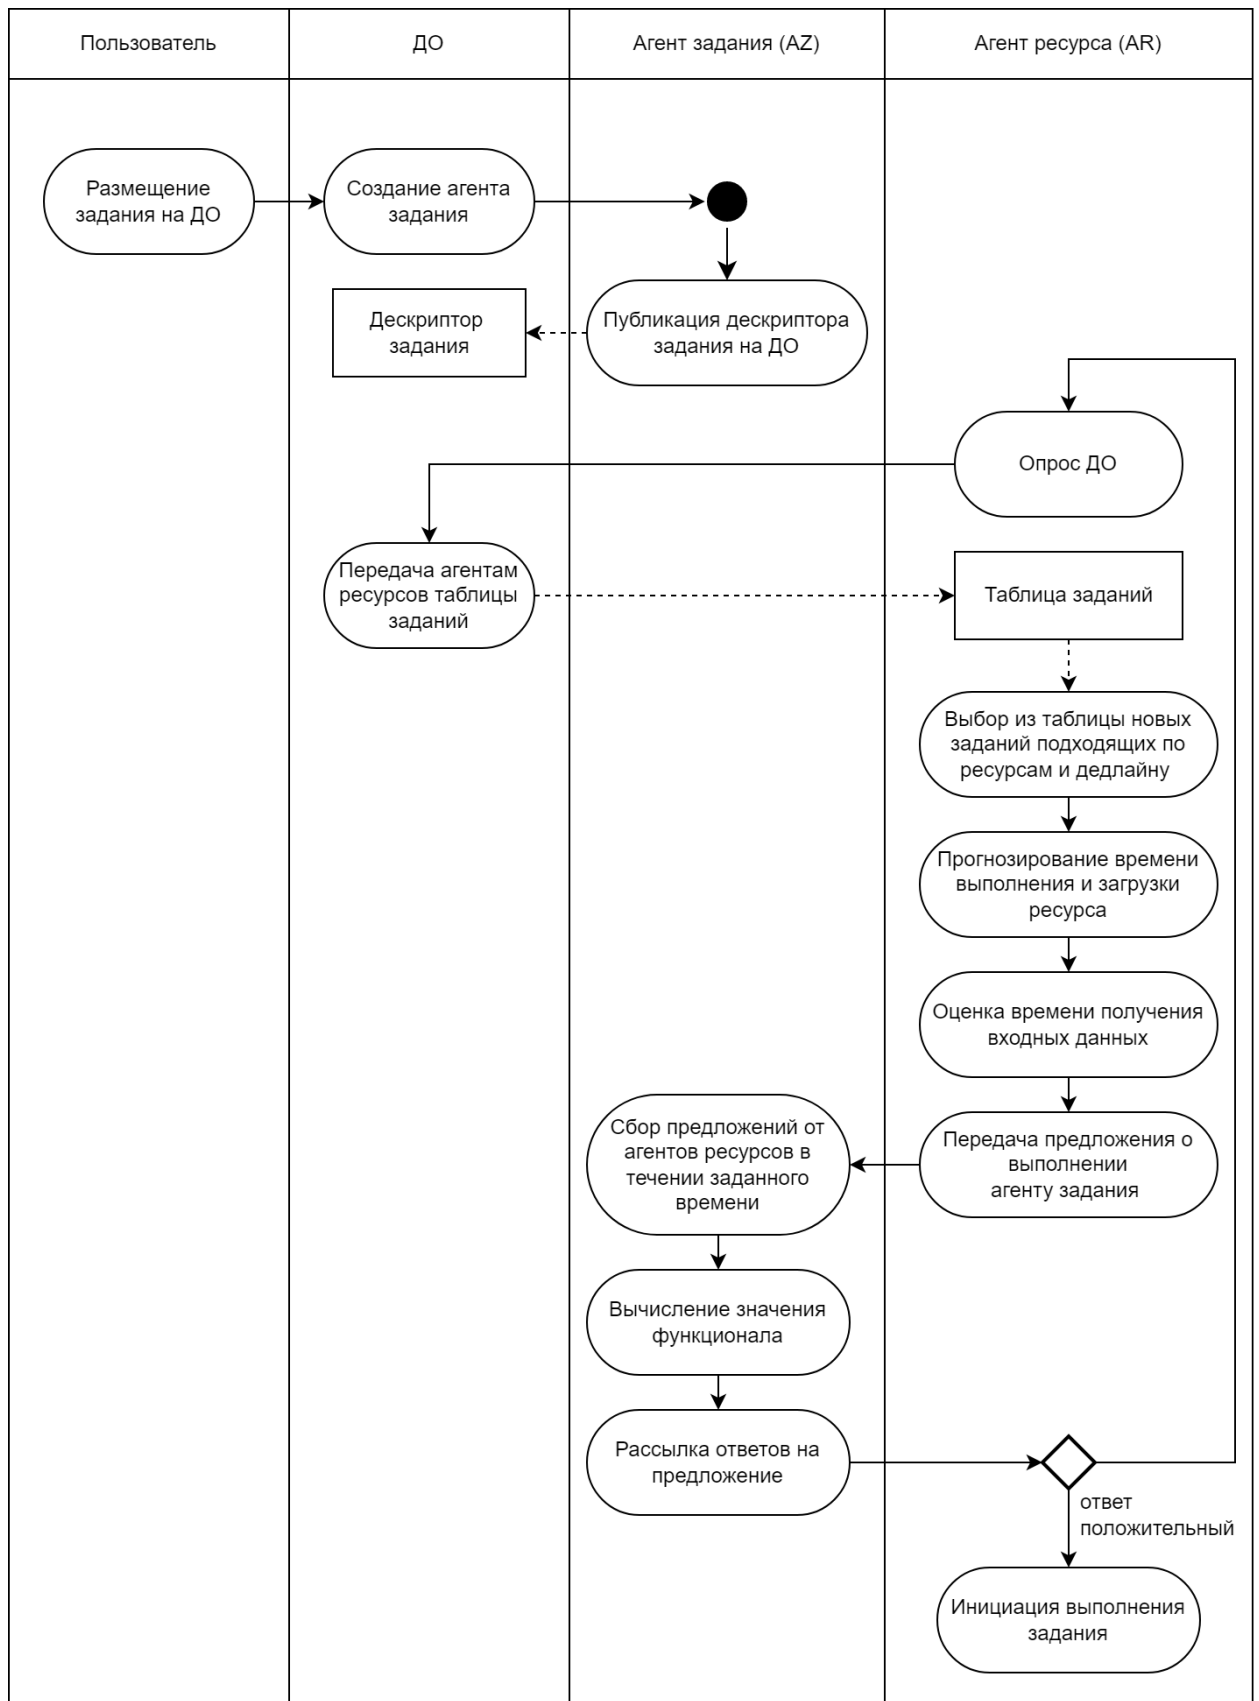 Пользователь
ДО
Агент задания (AZ)
Агент ресурса (AR)
Размещение
задания на ДО
Создание агента
задания
Дескриптор
задания
Публикация дескриптора
задания на ДО
Опрос ДО
Передача агентам
ресурсов таблицы
заданий
Таблица заданий
Выбор из таблицы новых
заданий подходящих по
ресурсам и дедлайну
Прогнозирование времени
выполнения и загрузки
ресурса
Оценка времени получения
входных данных
Передача предложения о
выполнении
агенту задания
Сбор предложений от
агентов ресурсов в
течении заданного
времени
Вычисление значения
функционала
Рассылка ответов на
предложение
ответ
положительный
Инициация выполнения
задания